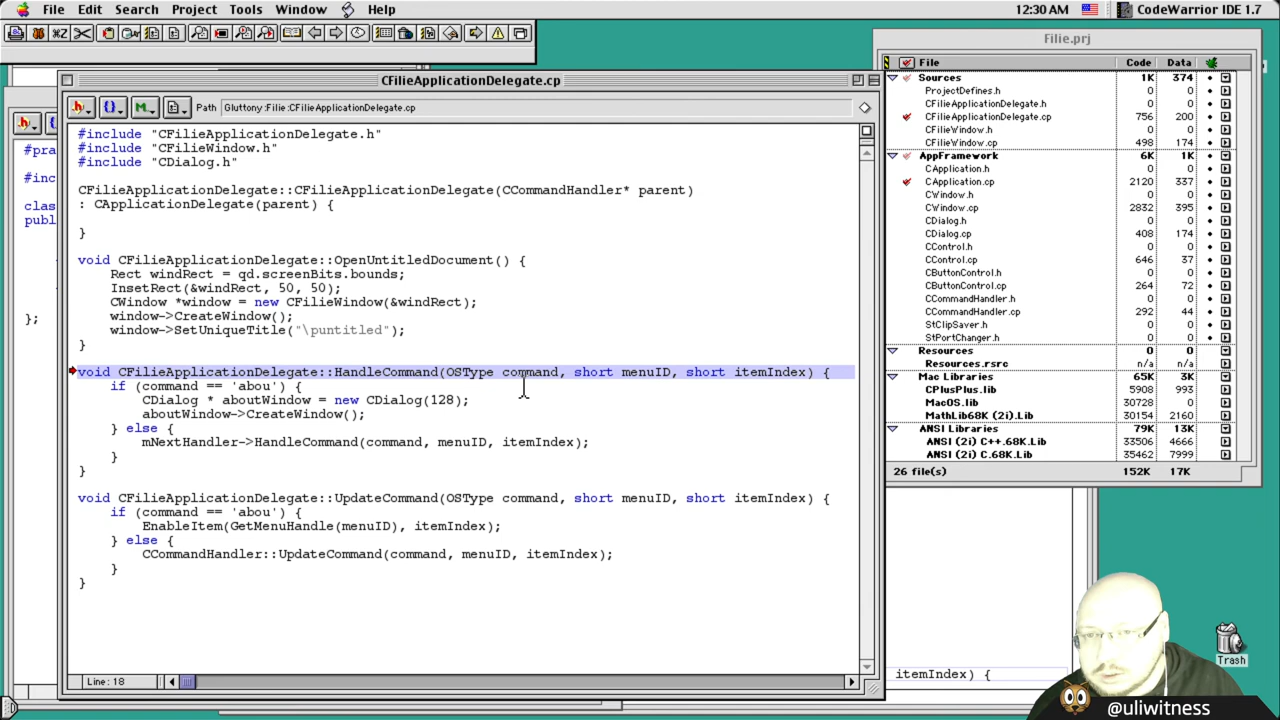 File Edit Search Project Tools Window Help
12:30 AM CodeWarrior IDE 1.7
CFilieApplicationDelegate.cp
Path Gluttony:Filie:CFilieApplicationDelegate.cp
#pra
#inc
class
publ
};
#include "CFilieApplicationDelegate.h"
#include "CFilieWindow.h"
#include "CDialog.h"
CFilieApplicationDelegate::CFilieApplicationDelegate(CCommandHandler* parent)
: CApplicationDelegate(parent) {
}
void CFilieApplicationDelegate::OpenUntitledDocument() {
Rect windRect = qd.screenBits.bounds;
InsetRect(&windRect, 50, 50);
CWindow *window = new CFilieWindow(&windRect);
window->CreateWindow();
window->SetUniqueTitle("\puntitled");
}
void CFilieApplicationDelegate::HandleCommand(OSType command, short menuID, short itemIndex) {
if (command == 'abou') {
CDialog * aboutWindow = new CDialog(128);
aboutWindow->CreateWindow();
} else {
mNextHandler->HandleCommand(command, menuID, itemIndex);
}
}
void CFilieApplicationDelegate::UpdateCommand(OSType command, short menuID, short itemIndex) {
if (command == 'abou') {
EnableItem(GetMenuHandle(menuID), itemIndex);
} else {
CCommandHandler::UpdateCommand(command, menuID, itemIndex);
}
}
Line: 18
Filie.prj
File Code Data
Sources 1K 374
ProjectDefines.h 0 0
CFilieApplicationDelegate.h 0 0
CFilieApplicationDelegate.cp 756 200
CFilieWindow.h 0 0
CFilieWindow.cp 498 174
AppFramework 6K 1K
CApplication.h 0 0
CApplication.cp 2120 337
CWindow.h 0 0
CWindow.cp 2832 395
CDialog.h 0 0
CDialog.cp 408 174
CControl.h 0 0
CControl.cp 646 37
CButtonControl.h 0 0
CButtonControl.cp 264 72
CCommandHandler.h 0 0
CCommandHandler.cp 292 44
StClipSaver.h 0 0
StPortChanger.h 0 0
Resources 0 0
Resources.rsrc n/a n/a
Mac Libraries 65K 3K
CPlusPlus.lib 5908 993
MacOS.lib 0 0
MathLib68K (2i).Lib 30154 2160
ANSI Libraries 79K 13K
ANSI (2i) C++.68K.Lib 33506 4666
ANSI (2i) C.68K.Lib 35462 7999
26 file(s) 152K 17K
itemIndex) {
Trash
@uliwitness